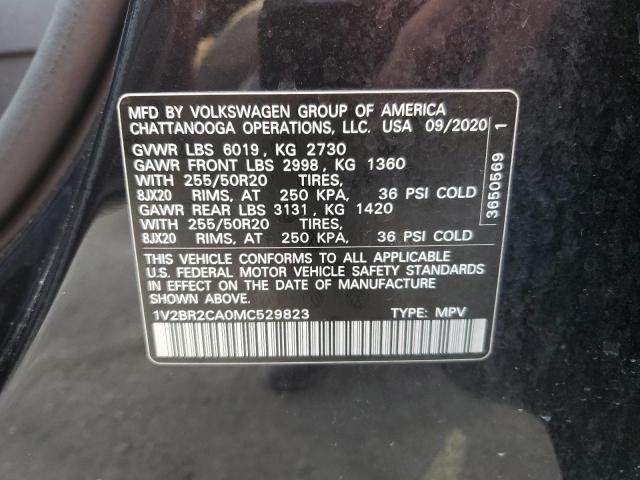 MFD BY VOLKSWAGEN GROUP OF AMERICA
CHATTANOOGA OPERATIONS, LLC. USA 09/2020
GVWR LBS 6019, KG 2730
GAWR FRONT LBS 2998, KG 1360
WITH 255/50R20 TIRES,
8JX20 RIMS, AT 250 KPA, 36 PSI COLD
GAWR REAR LBS 3131, KG 1420
WITH 255/50R20 TIRES,
8JX20 RIMS, AT 250 KPA, 36 PSI COLD
THIS VEHICLE CONFORMS TO ALL APPLICABLE
U.S. FEDERAL MOTOR VEHICLE SAFETY STANDARDS
IN EFFECT ON THE DATE OF MANUFACTURE
SHOWN ABOVE.
1V2BR2CA0MC529823 TYPE: MPV
3650569 1